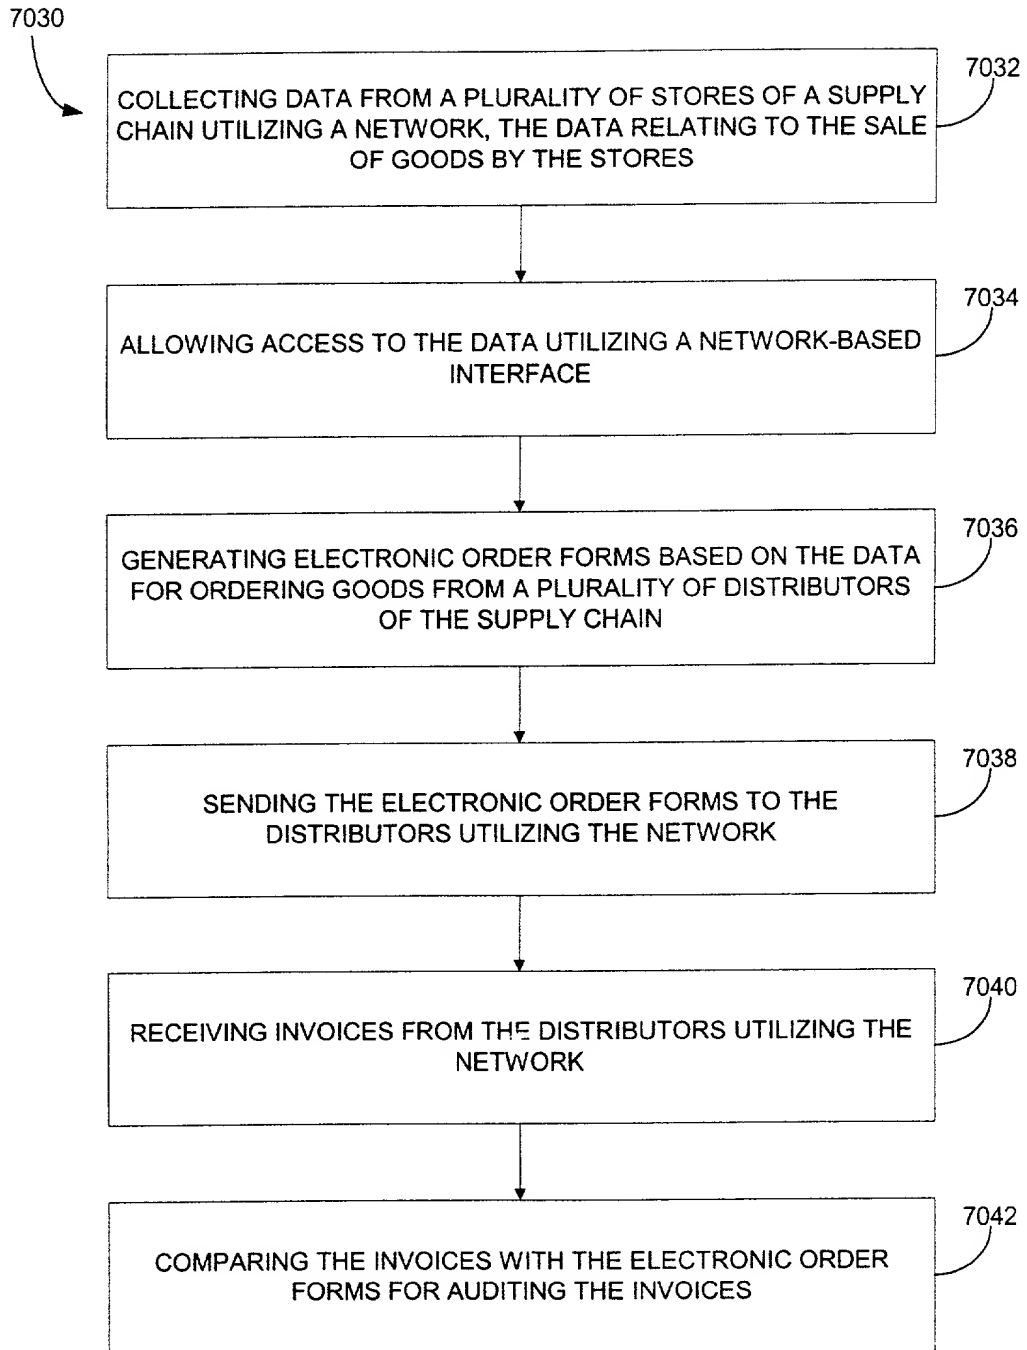 7030
7032
COLLECTING DATA FROM A PLURALITY OF STORES OF A SUPPLY
CHAIN UTILIZING A NETWORK, THE DATA RELATING TO THE SALE
OF GOODS BY THE STORES
7034
ALLOWING ACCESS TO THE DATA UTILIZING A NETWORK-BASED
INTERFACE
7036
GENERATING ELECTRONIC ORDER FORMS BASED ON THE DATA
FOR ORDERING GOODS FROM A PLURALITY OF DISTRIBUTORS
OF THE SUPPLY CHAIN
7038
SENDING THE ELECTRONIC ORDER FORMS TO THE
DISTRIBUTORS UTILIZING THE NETWORK
7040
RECEIVING INVOICES FROM THE DISTRIBUTORS UTILIZING THE
NETWORK
7042
COMPARING THE INVOICES WITH THE ELECTRONIC ORDER
FORMS FOR AUDITING THE INVOICES